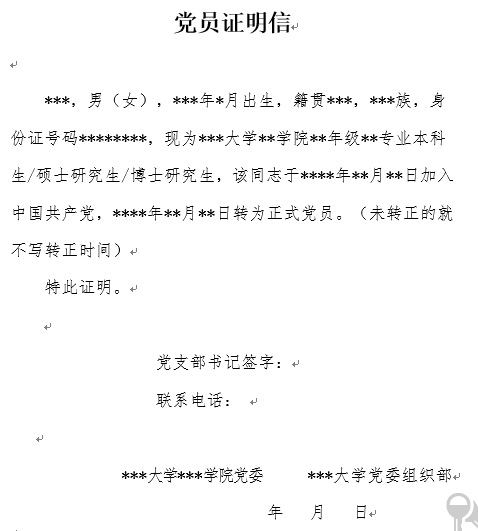 党员证明信
***，男（女），***年*月出生，籍贯***，***族，身
份证号码********，现为***大学**学院**年级**专业本科
生/硕士研究生/博士研究生，该同志于****年**月**日加入
中国共产党，****年**月**日转为正式党员。（未转正的就
不写转正时间）
特此证明。
党支部书记签字：
联系电话：
***大学***学院党委 ***大学党委组织部
年 月 日